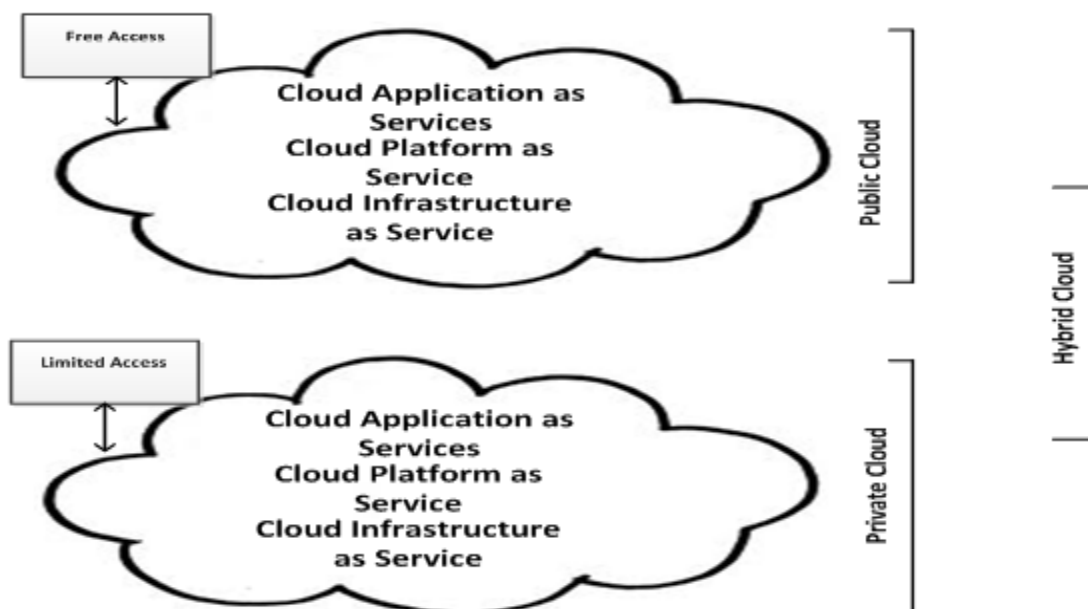 Free Access
Cloud Application as
Services
Cloud Platform as
Service
Cloud Infrastructure
as Service
Public Cloud
Hybrid Cloud
Limited Access
Cloud Application as
Services
Cloud Platform as
Service
Cloud Infrastructure
as Service
Private Cloud